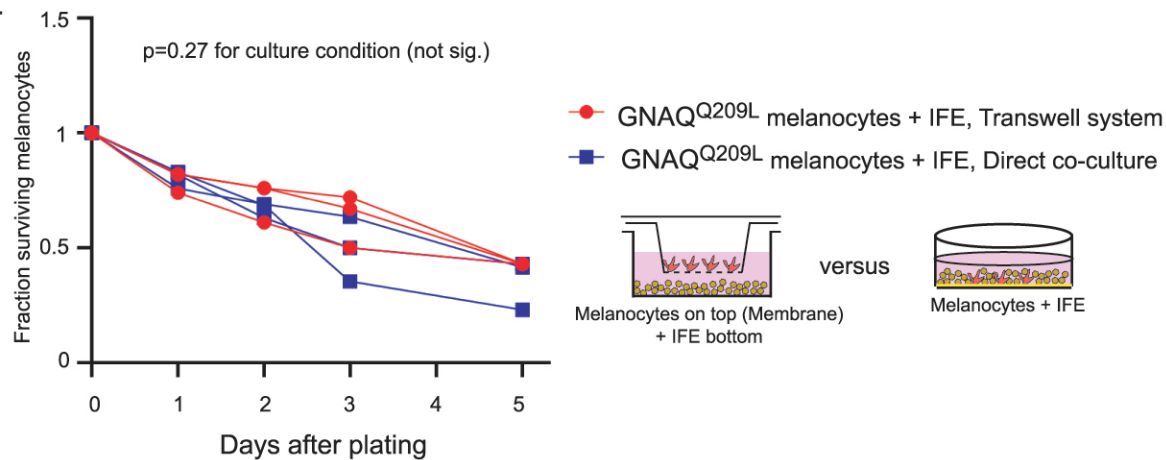 1.5
p=0.27 for culture condition (not sig.)
1
0.5
0
Fraction surviving melanocytes
0 1 2 3 4 5
Days after plating
GNAQQ209L melanocytes + IFE, Transwell system
GNAQQ209L melanocytes + IFE, Direct co-culture
versus
Melanocytes on top (Membrane)
+ IFE bottom
Melanocytes + IFE